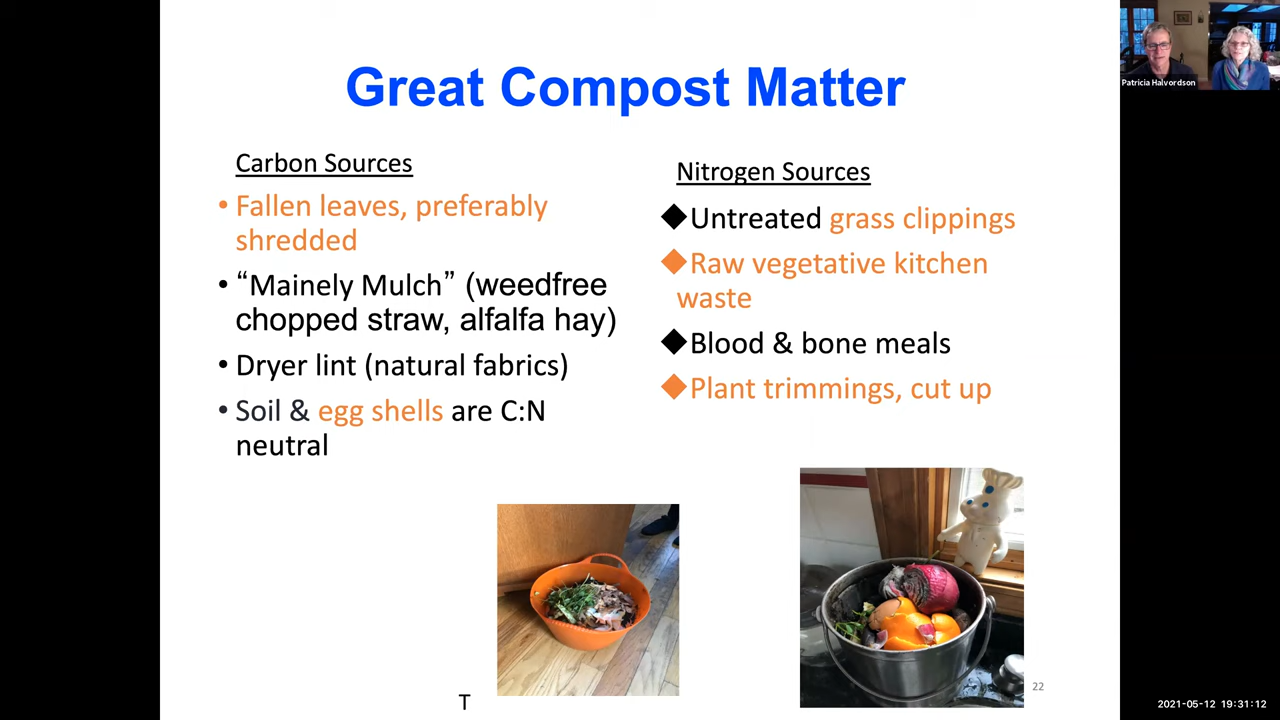 Great Compost Matter
Carbon Sources
• Fallen leaves, preferably
shredded
• “Mainely Mulch” (weedfree
chopped straw, alfalfa hay)
• Dryer lint (natural fabrics)
• Soil & egg shells are C:N
neutral
Nitrogen Sources
◆Untreated grass clippings
◆Raw vegetative kitchen
waste
◆Blood & bone meals
◆Plant trimmings, cut up
T
22
Patricia Halvordson
2021-05-12 19:31:12